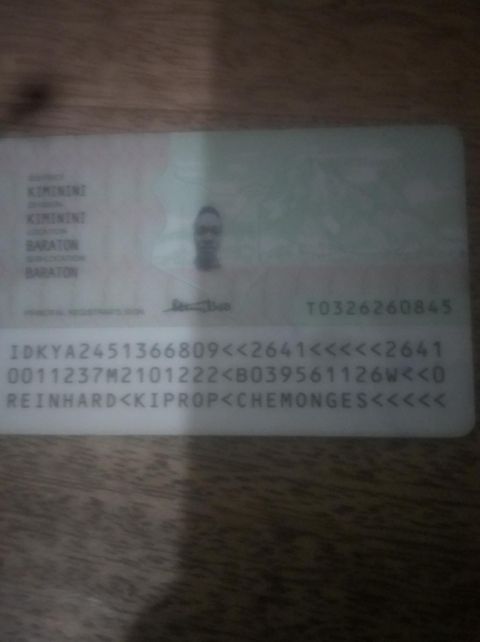 DISTRICT
KIMININI
DIVISION
KIMININI
LOCATION
BARATON
SUB-LOCATION
BARATON
PRINCIPAL REGISTRAR'S SIGN.
T0326260845
IDKYA2451366809<<2641<<<<<2641
0011237M2101222<B039561126W<<0
REINHARD<KIPROP<CHEMONGES<<<<<